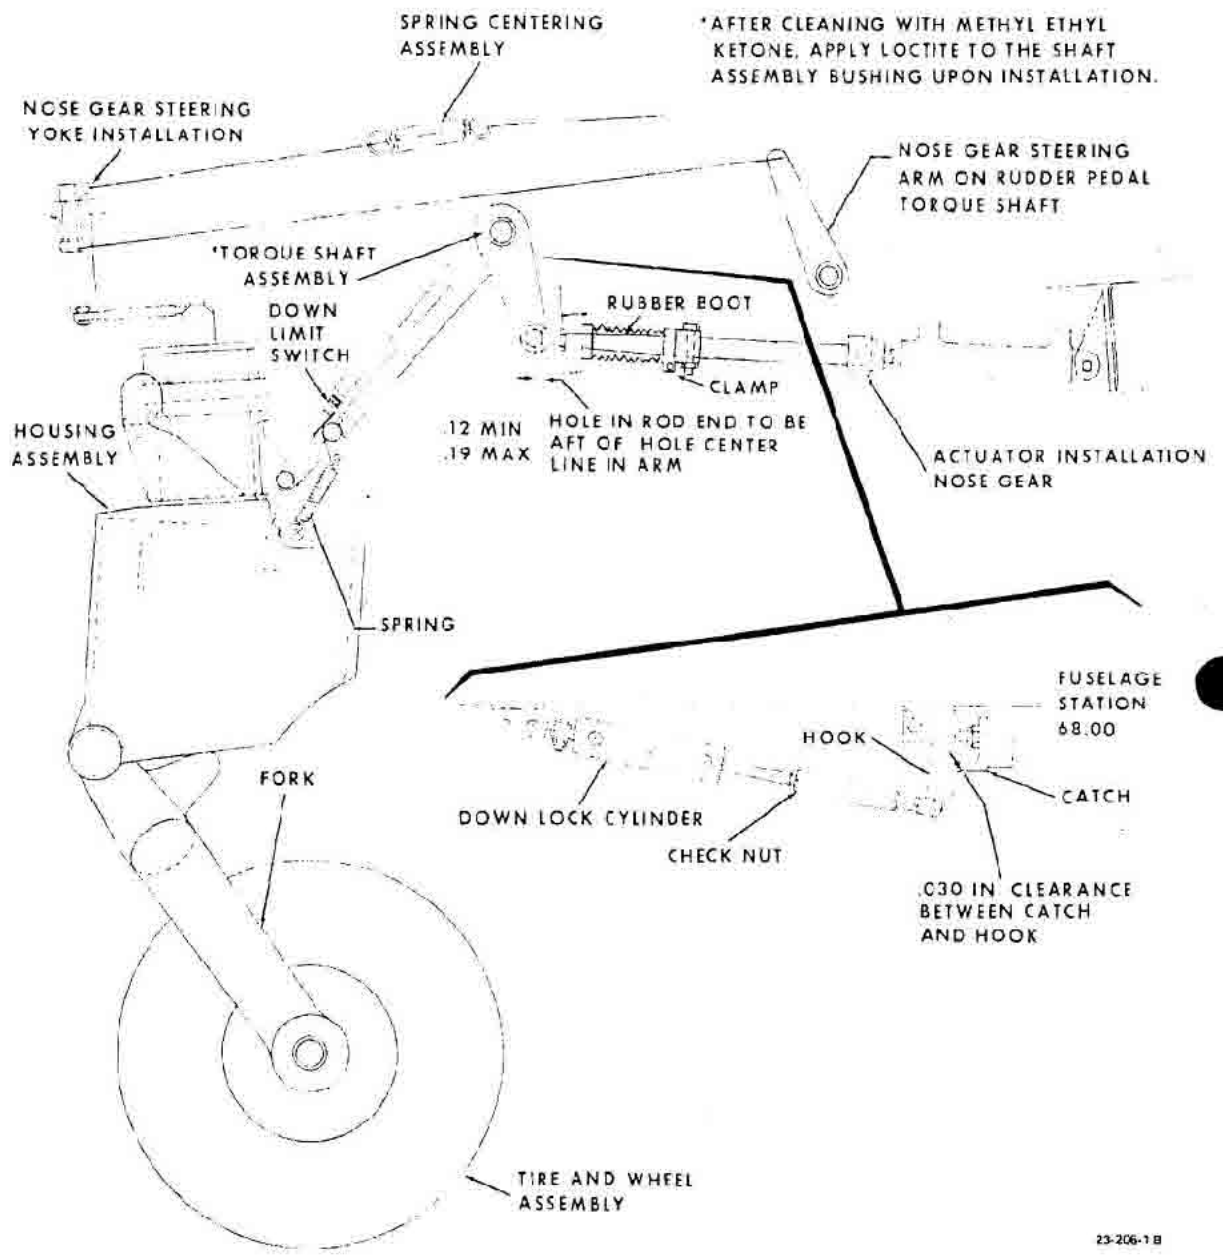 SPRING CENTERING
ASSEMBLY
*AFTER CLEANING WITH METHYL ETHYL
KETONE, APPLY LOCTITE TO THE SHAFT
ASSEMBLY BUSHING UPON INSTALLATION.
NOSE GEAR STEERING
YOKE INSTALLATION
NOSE GEAR STEERING
ARM ON RUDDER PEDAL
TORQUE SHAFT
*TORQUE SHAFT
ASSEMBLY
DOWN
LIMIT
SWITCH
RUBBER BOOT
CLAMP
.12 MIN
.19 MAX
HOLE IN ROD END TO BE
AFT OF HOLE CENTER
LINE IN ARM
HOUSING
ASSEMBLY
ACTUATOR INSTALLATION
NOSE GEAR
SPRING
FUSELAGE
STATION
68.00
HOOK
FORK
CATCH
DOWN LOCK CYLINDER
CHECK NUT
.030 IN CLEARANCE
BETWEEN CATCH
AND HOOK
TIRE AND WHEEL
ASSEMBLY
23-206-1B